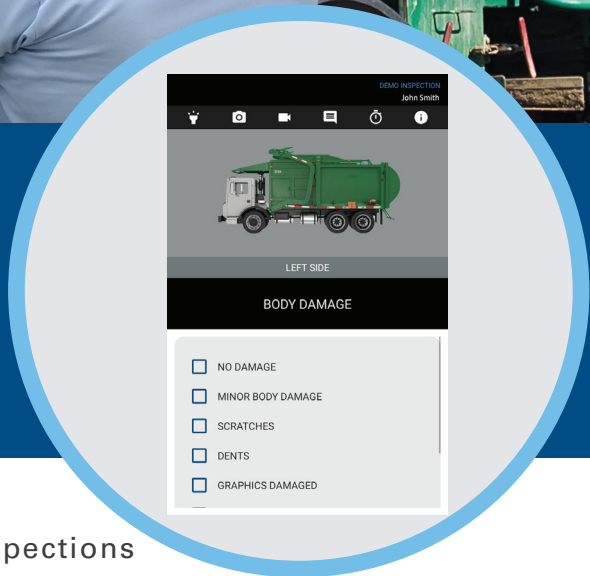 DEMO INSPECTION
John Smith
LEFT SIDE
BODY DAMAGE
NO DAMAGE
MINOR BODY DAMAGE
SCRATCHES
DENTS
GRAPHICS DAMAGED
pections